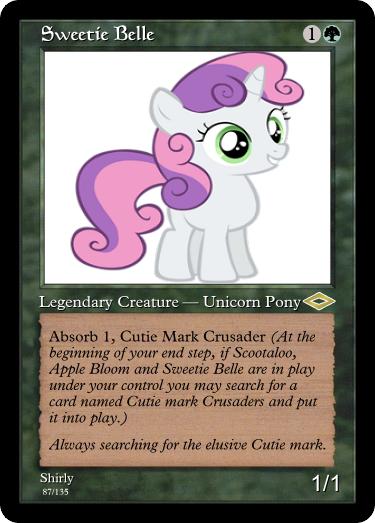 Sweetie Belle 1
Legendary Creature — Unicorn Pony
Absorb 1, Cutie Mark Crusader (At the
beginning of your end step, if Scootaloo,
Apple Bloom and Sweetie Belle are in play
under your control you may search for a
card named Cutie mark Crusaders and put
it into play.)
Always searching for the elusive Cutie mark.
Shirly
87/135
1/1